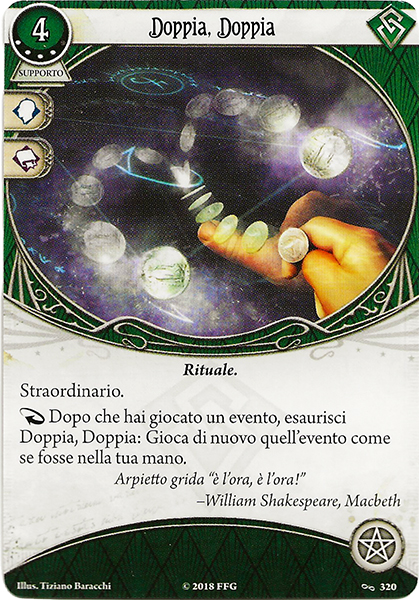 4
Doppia, Doppia
SUPPORTO
Rituale.
Straordinario.
Dopo che hai giocato un evento, esaurisci
Doppia, Doppia: Gioca di nuovo quell'evento come
se fosse nella tua mano.
Arpietto grida "è l'ora, è l'ora!"
–William Shakespeare, Macbeth
Illus. Tiziano Baracchi
© 2018 FFG
320